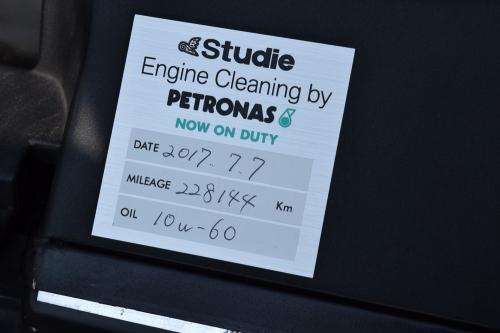 Studie
Engine Cleaning by
PETRONAS
NOW ON DUTY
DATE 2017. 7. 7
MILEAGE 228144 Km
OIL 10w-60